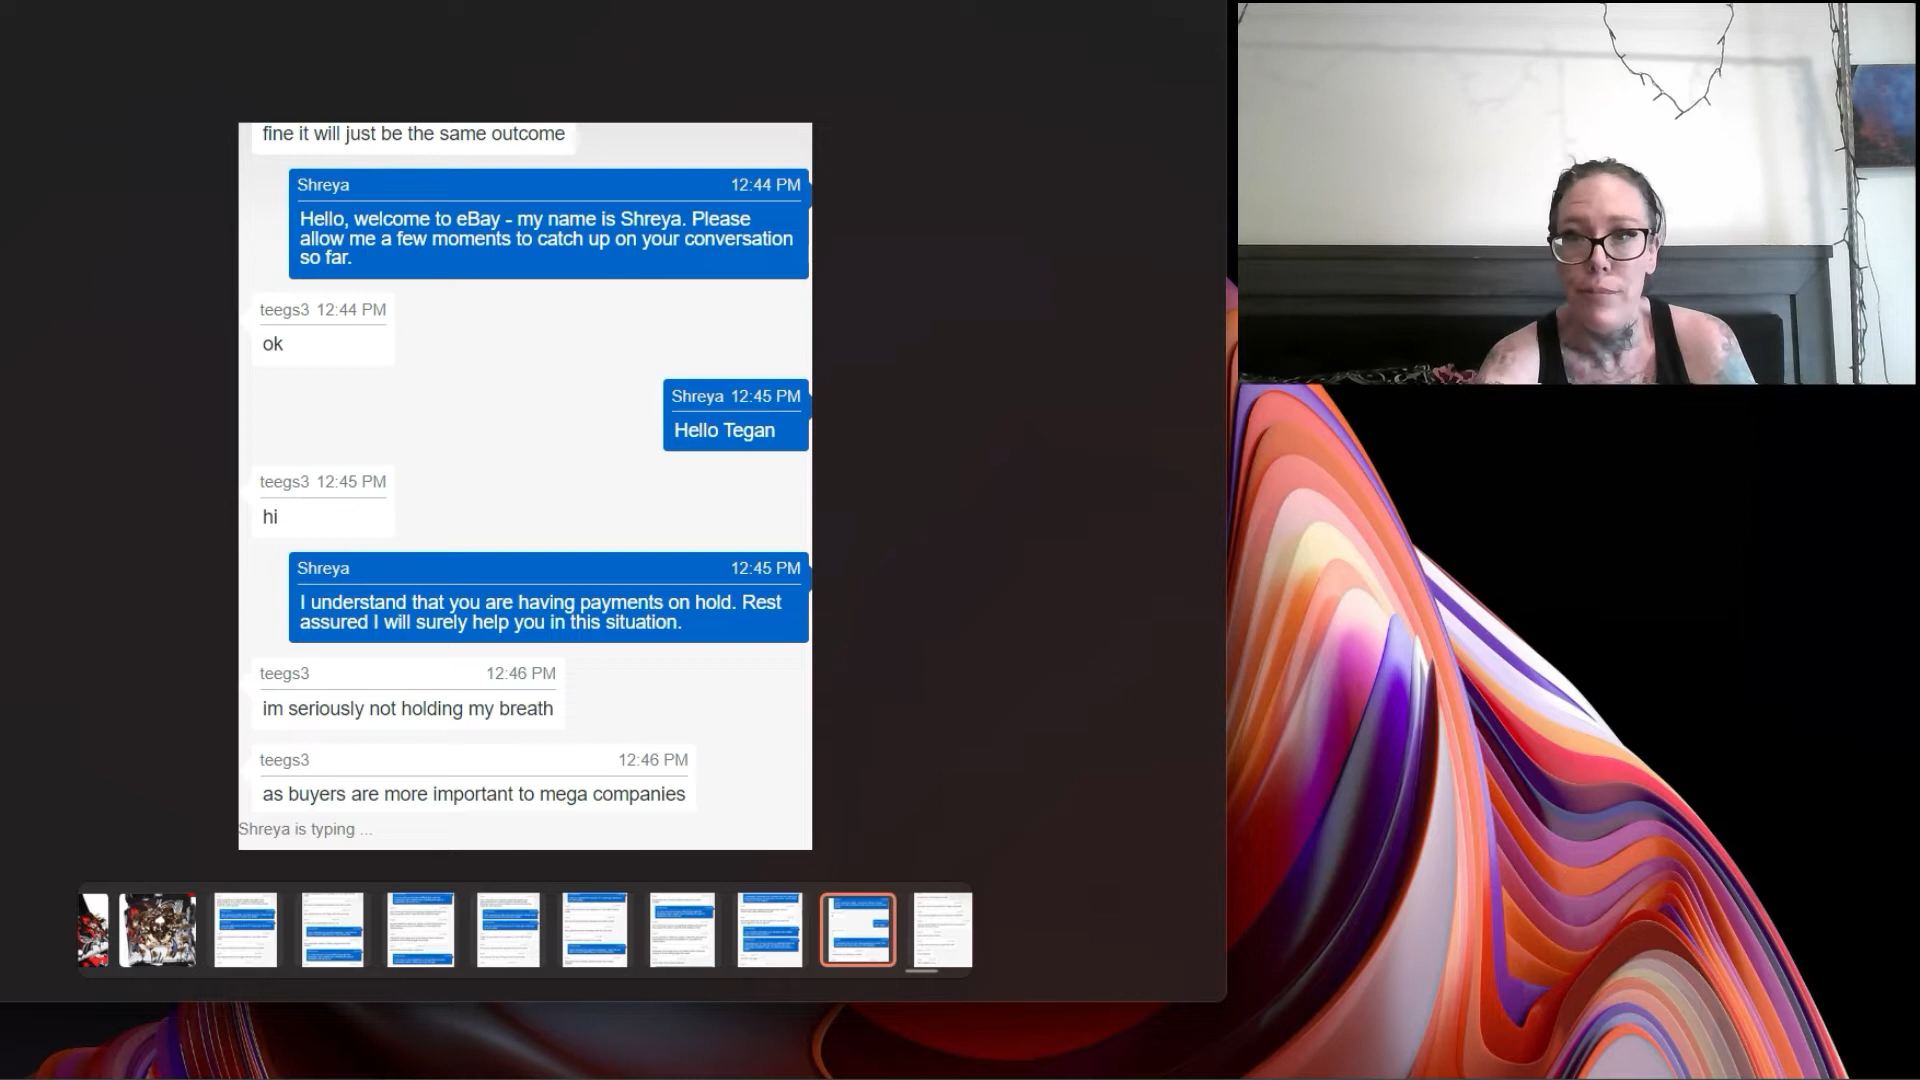 fine it will just be the same outcome
Shreya 12:44 PM
Hello, welcome to eBay - my name is Shreya. Please
allow me a few moments to catch up on your conversation
so far.
teegs3 12:44 PM
ok
Shreya 12:45 PM
Hello Tegan
teegs3 12:45 PM
hi
Shreya 12:45 PM
I understand that you are having payments on hold. Rest
assured I will surely help you in this situation.
teegs3 12:46 PM
im seriously not holding my breath
teegs3 12:46 PM
as buyers are more important to mega companies
Shreya is typing ...